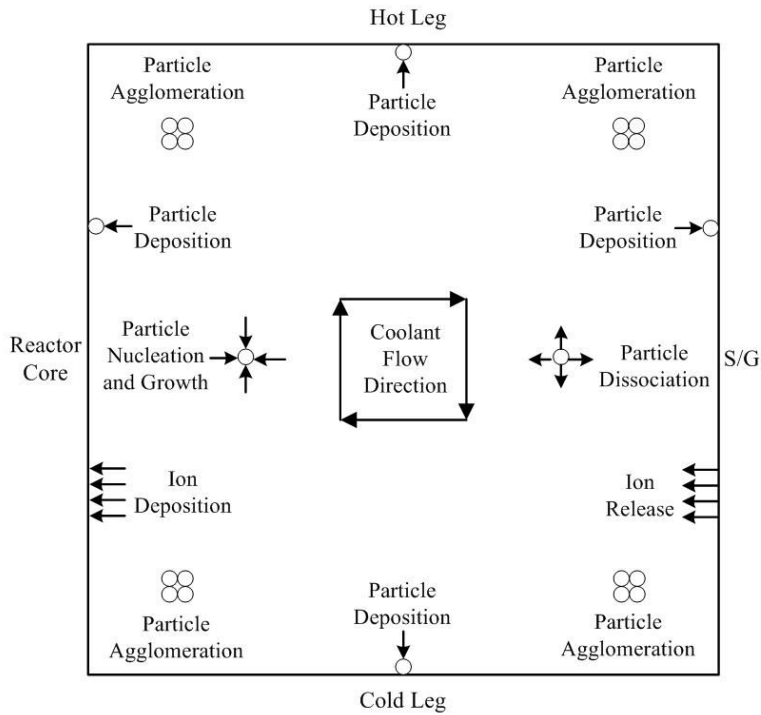 Hot Leg
Particle
Agglomeration
Particle
Deposition
Particle
Agglomeration
Particle
Deposition
Particle
Deposition
Reactor
Core
Particle
Nucleation
and Growth
Coolant
Flow
Direction
Particle
Dissociation
S/G
Ion
Deposition
Ion
Release
Particle
Agglomeration
Particle
Deposition
Particle
Agglomeration
Cold Leg